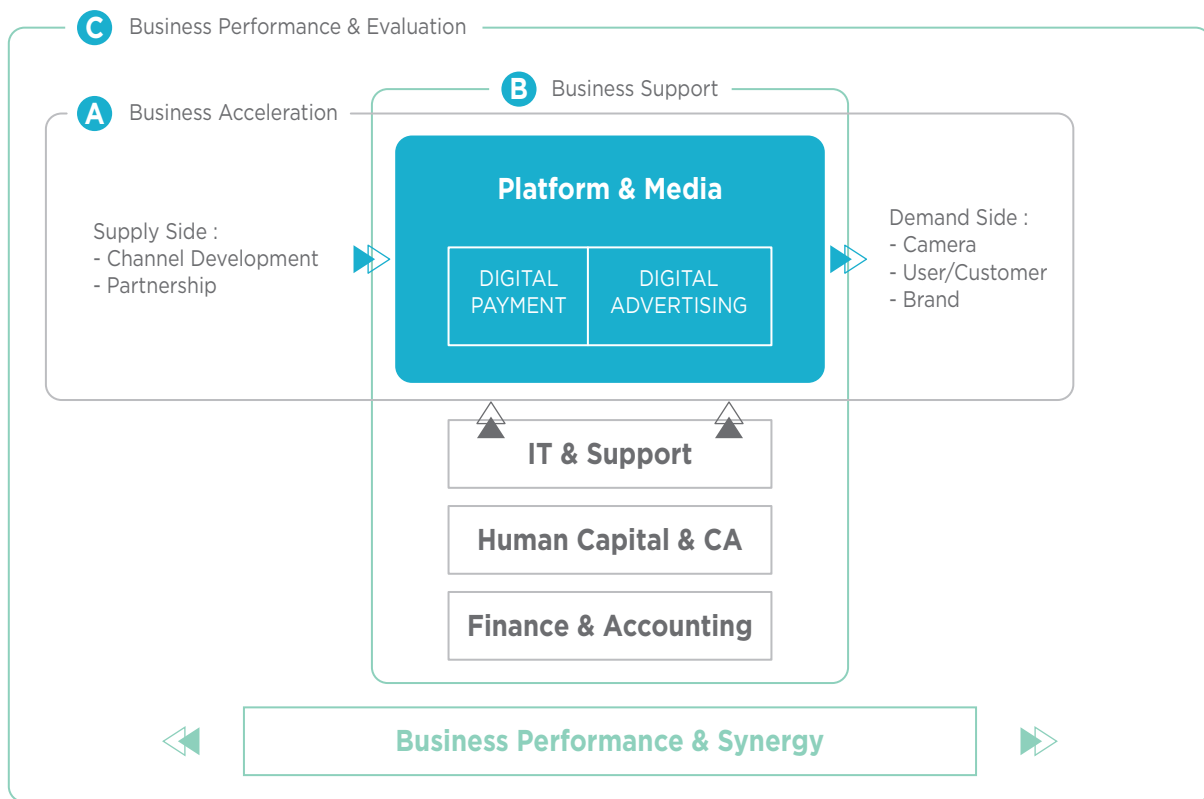 C Business Performance & Evaluation
B Business Support
A Business Acceleration
Platform & Media
Supply Side :
- Channel Development
- Partnership
DIGITAL
PAYMENT
DIGITAL
ADVERTISING
Demand Side :
- Camera
- User/Customer
- Brand
IT & Support
Human Capital & CA
Finance & Accounting
Business Performance & Synergy